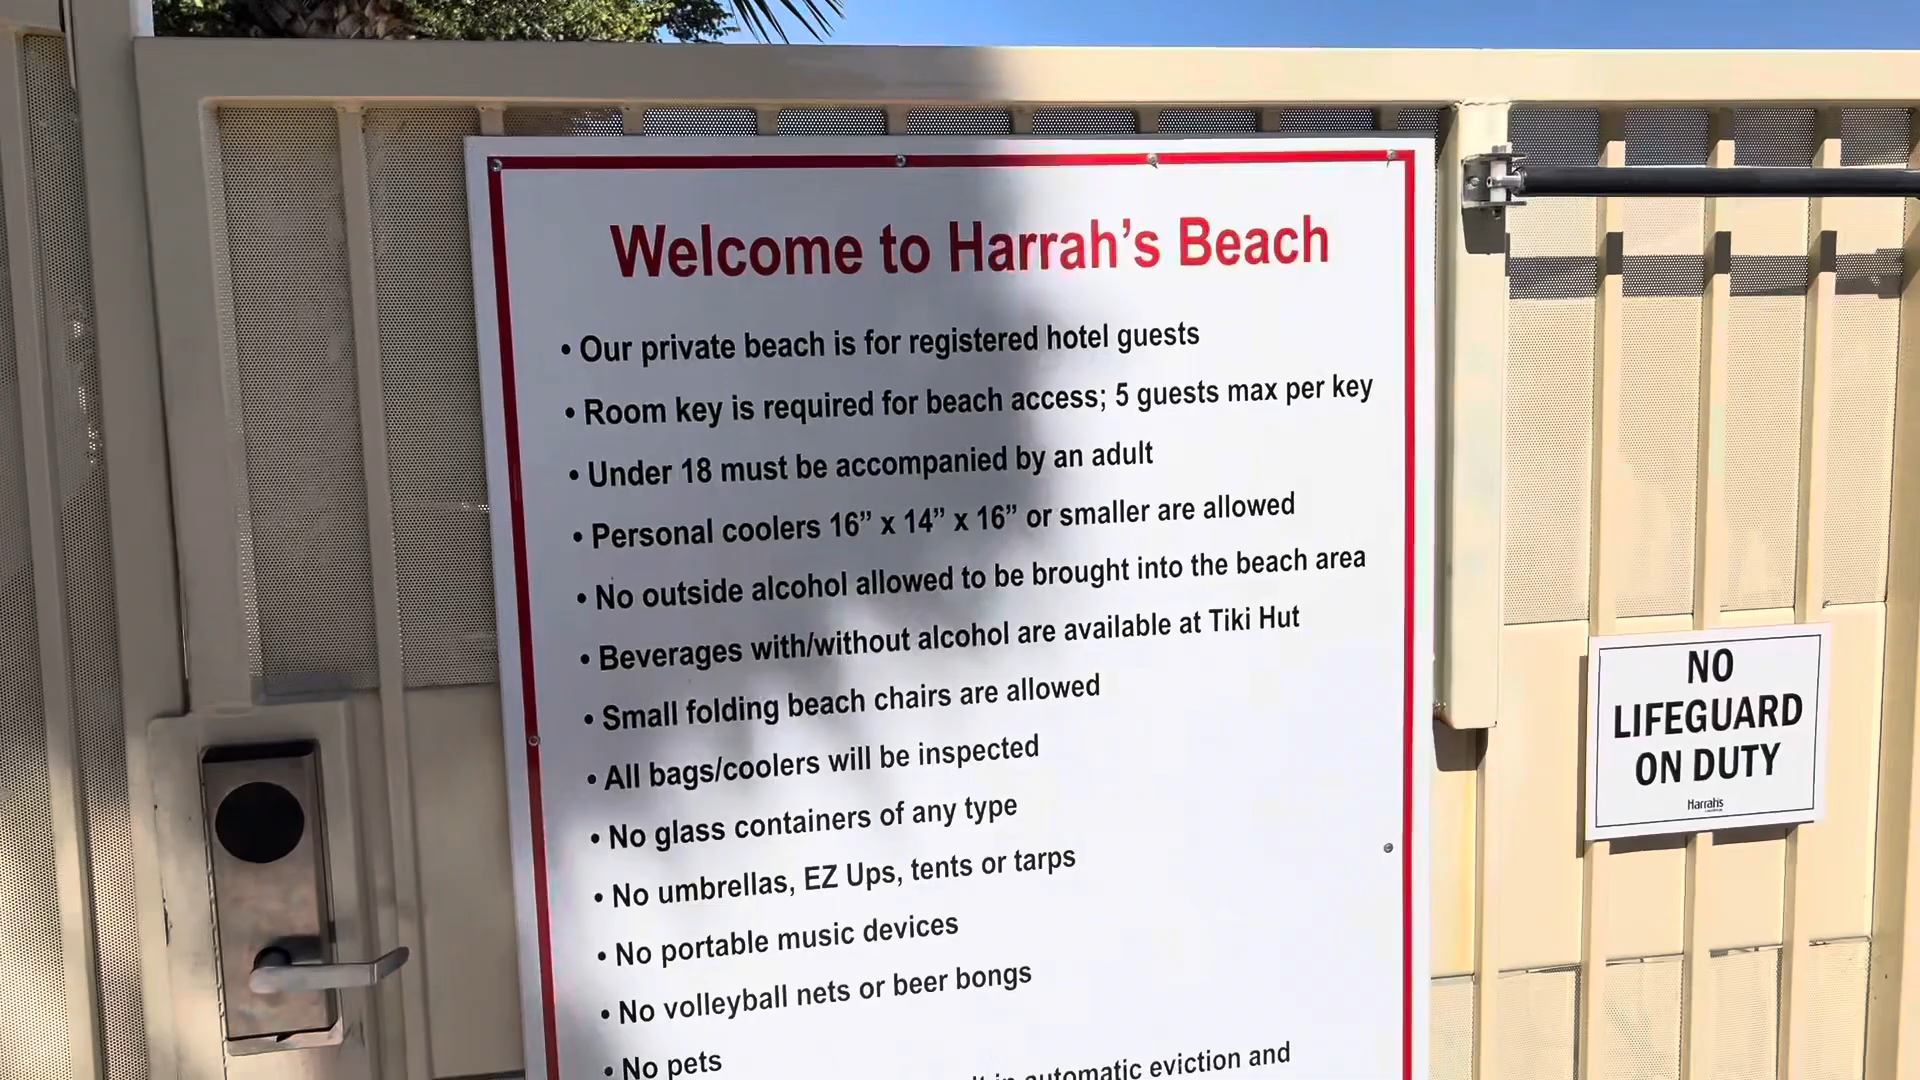 Welcome to Harrah's Beach
• Our private beach is for registered hotel guests
• Room key is required for beach access; 5 guests max per key
• Under 18 must be accompanied by an adult
• Personal coolers 16” x 14” x 16” or smaller are allowed
• No outside alcohol allowed to be brought into the beach area
• Beverages with/without alcohol are available at Tiki Hut
• Small folding beach chairs are allowed
• All bags/coolers will be inspected
• No glass containers of any type
• No umbrellas, EZ Ups, tents or tarps
• No portable music devices
• No volleyball nets or beer bongs
• No pets
automatic eviction and
NO
LIFEGUARD
ON DUTY
Harrah's